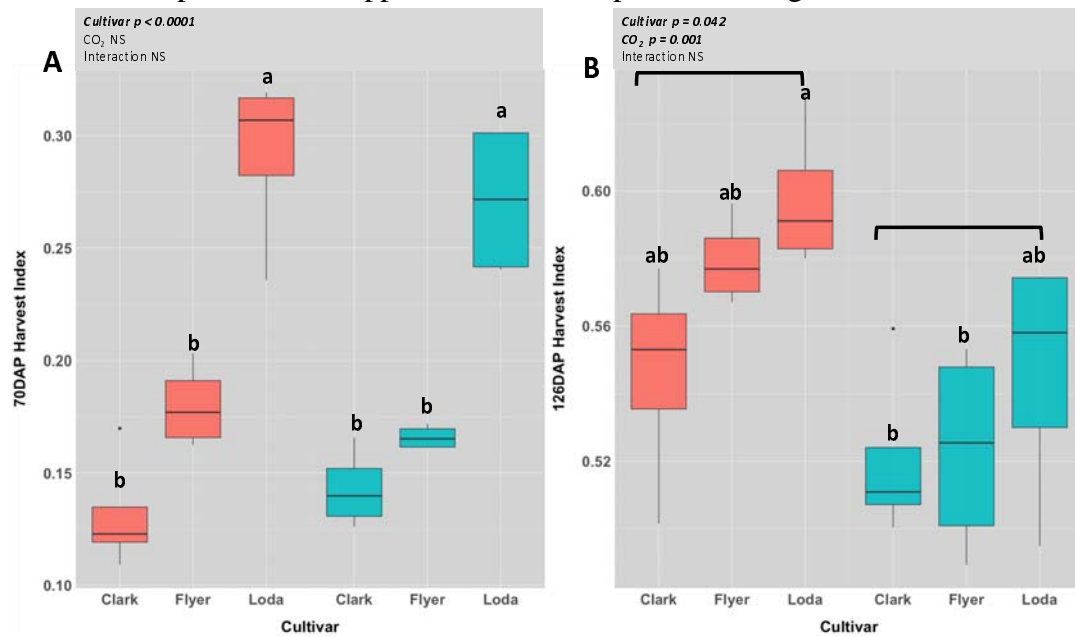 Cultivar p < 0.0001
CO2 NS
Interaction NS
A
70DAP Harvest Index
0.30
0.25
0.20
0.15
0.10
b
b
a
b
b
a
Clark Flyer Loda Clark Flyer Loda
Cultivar
Cultivar p = 0.042
CO2 p = 0.001
Interaction NS
B
126DAP Harvest Index
0.60
0.56
0.52
ab
ab
a
b
b
ab
Clark Flyer Loda Clark Flyer Loda
Cultivar